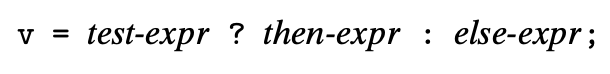 v = test-expr ? then-expr : else-expr;